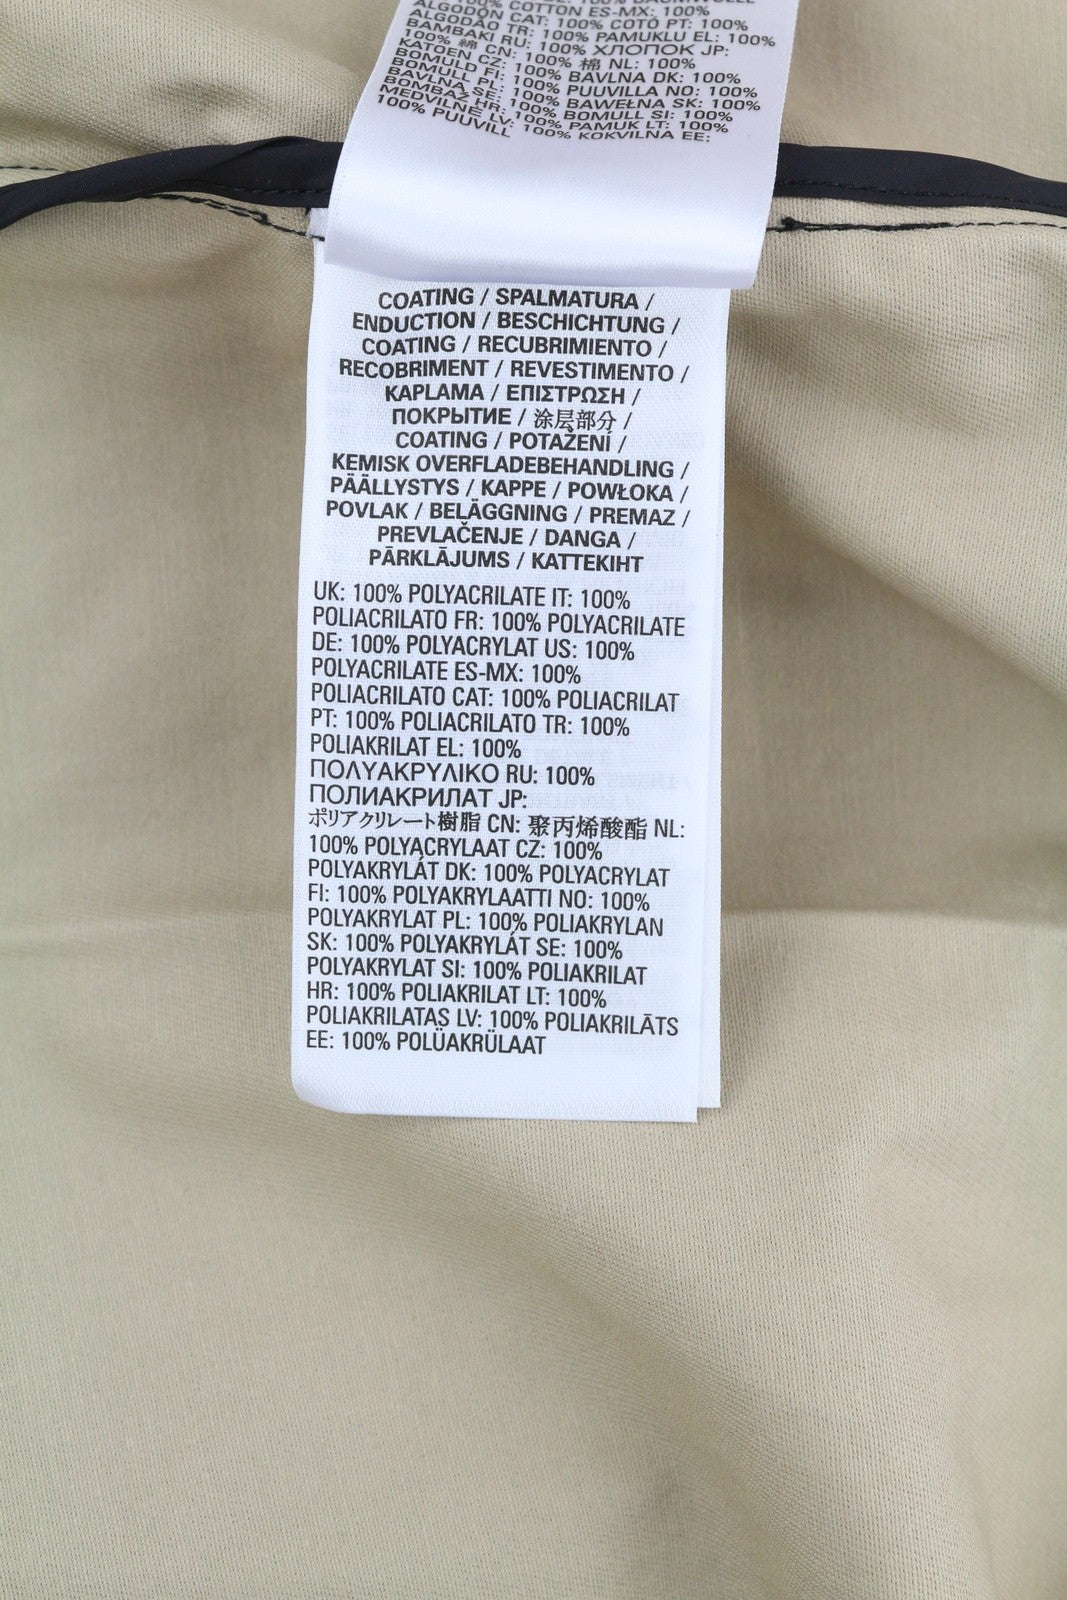 100% BAUMWOLLE
100% COTTON ES-MX: 100%
ALGODÓN CAT: 100% COTÓ PT: 100%
ALGODÃO TR: 100% PAMUKLU EL: 100%
BAMBAKI RU: 100% ХЛОПОК JP:
100% 綿 CN: 100% 棉 NL: 100%
KATOEN CZ: 100% BAVLNA DK: 100%
BOMULD FI: 100% PUUVILLA NO: 100%
BOMULL PL: 100% BAWEŁNA SK: 100%
BAVLNA SE: 100% BOMULL SI: 100%
BOMBAŽ HR: 100% PAMUK LT: 100%
MEDVILNĖ LV: 100% KOKVILNA EE:
100% PUUVILL
COATING / SPALMATURA /
ENDUCTION / BESCHICHTUNG /
COATING / RECUBRIMIENTO /
RECOBRIMENT / REVESTIMENTO /
KAPLAMA / ΕΠΙΣΤΡΩΣΗ /
ПОКРЫТИЕ / 涂层部分 /
COATING / POTAŽENÍ /
KEMISK OVERFLADEBEHANDLING /
PÄÄLLYSTYS / KAPPE / POWŁOKA /
POVLAK / BELÄGGNING / PREMAZ /
PREVLAČENJE / DANGA /
PĀRKLĀJUMS / KATTEKIHT
UK: 100% POLYACRILATE IT: 100%
POLIACRILATO FR: 100% POLYACRILATE
DE: 100% POLYACRYLAT US: 100%
POLYACRILATE ES-MX: 100%
POLIACRILATO CAT: 100% POLIACRILAT
PT: 100% POLIACRILATO TR: 100%
POLIAKRILAT EL: 100%
ΠΟΛΥΑΚΡΥΛΙΚΟ RU: 100%
ПОЛИАКРИЛАТ JP:
ポリアクリレート樹脂 CN: 聚丙烯酸酯 NL:
100% POLYACRYLAAT CZ: 100%
POLYAKRYLÁT DK: 100% POLYACRYLAT
FI: 100% POLYAKRYLAATTI NO: 100%
POLYAKRYLAT PL: 100% POLIAKRYLAN
SK: 100% POLYAKRYLÁT SE: 100%
POLYAKRYLAT SI: 100% POLIAKRILAT
HR: 100% POLIAKRILAT LT: 100%
POLIAKRILATAS LV: 100% POLIAKRILĀTS
EE: 100% POLÜAKRÜLAAT